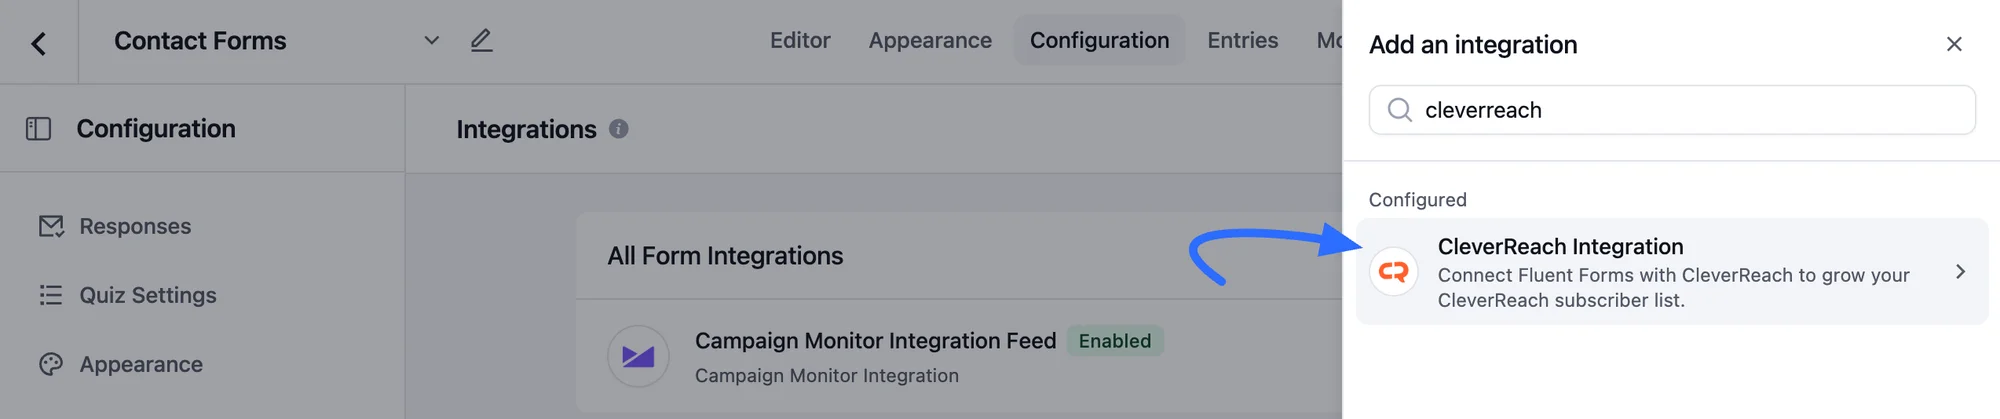 Contact Forms
Editor
Appearance
Configuration
Entries
Configuration
Integrations
Responses
Quiz Settings
Appearance
All Form Integrations
Campaign Monitor Integration Feed
Enabled
Campaign Monitor Integration
Add an integration
cleverreach
Configured
CleverReach Integration
Connect Fluent Forms with CleverReach to grow your
CleverReach subscriber list.